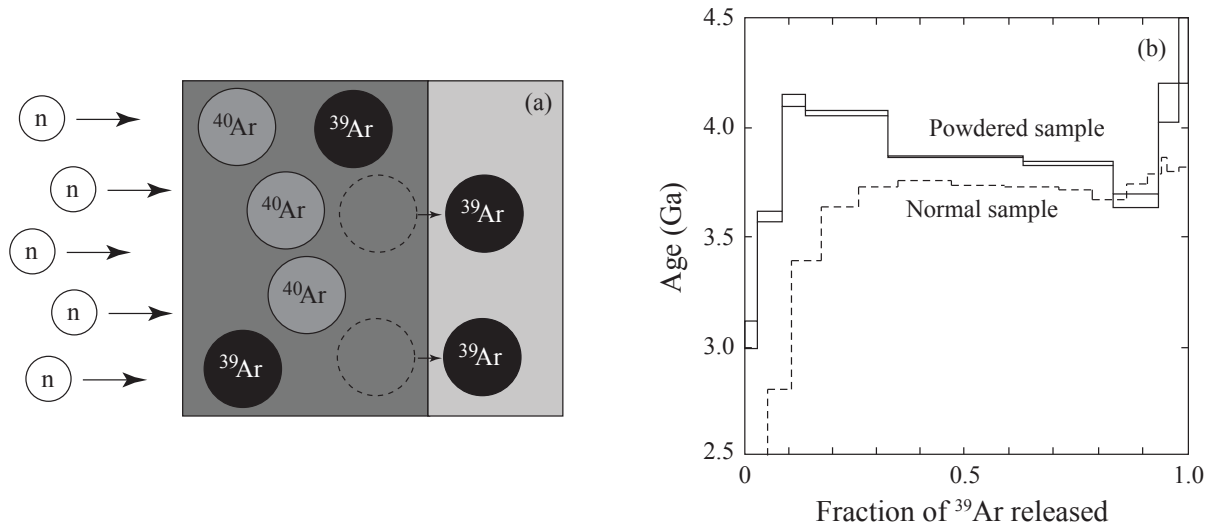 (a)
n
⁴⁰Ar
³⁹Ar
n
⁴⁰Ar
³⁹Ar
n
⁴⁰Ar
n
n
³⁹Ar
³⁹Ar
(b)
4.5
4.0
3.5
3.0
2.5
Age (Ga)
Powdered sample
Normal sample
0
0.5
1.0
Fraction of ³⁹Ar released